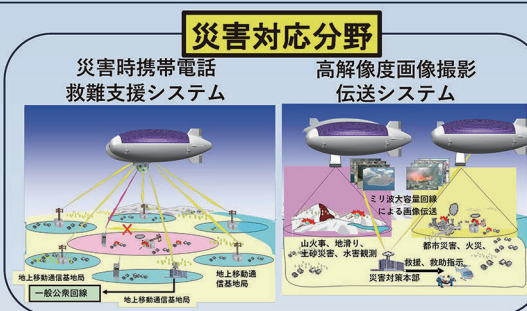 災害対応分野
災害時携帯電話
救難支援システム
高解像度画像撮影
伝送システム
ミリ波大容量回線
による画像伝送
山火事、地滑り、
土砂災害、水害観測
都市災害、火災、
救援、救助指示
災害対策本部
地上移動通信基地局
地上移動通
信基地局
一般公衆回線
地上移動通信基地局